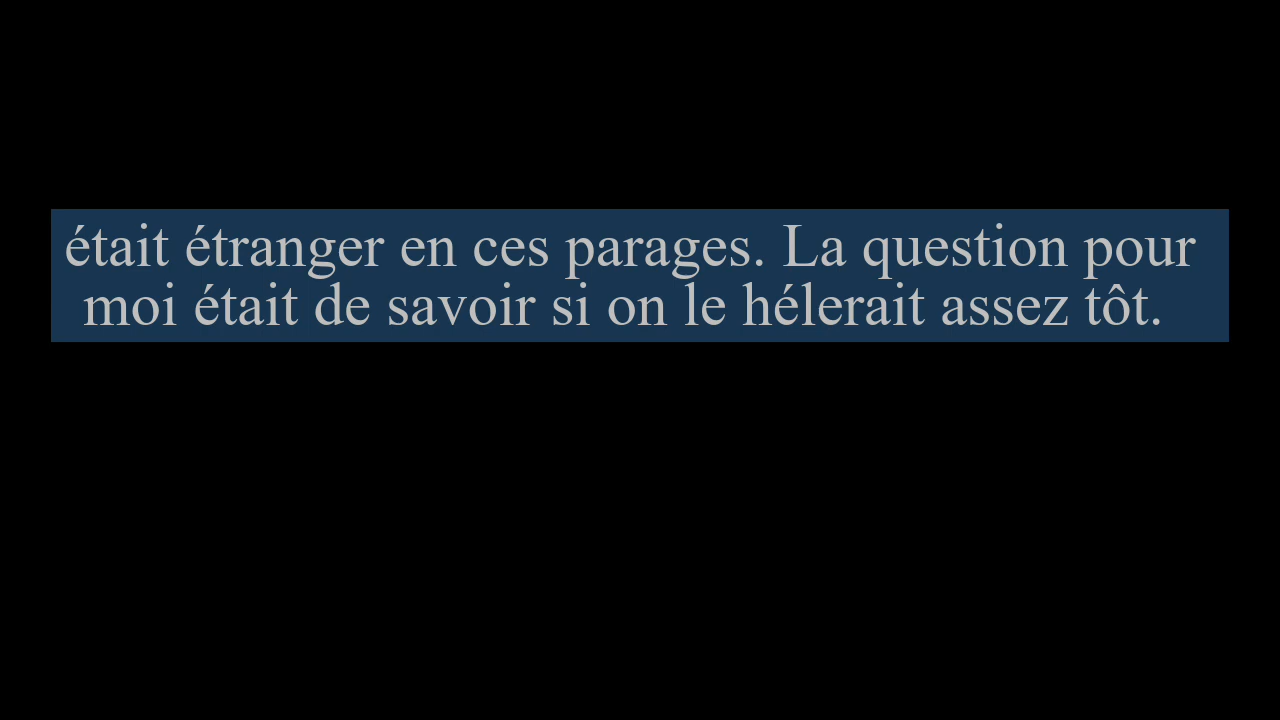 était étranger en ces parages. La question pour
moi était de savoir si on le hélerait assez tôt.